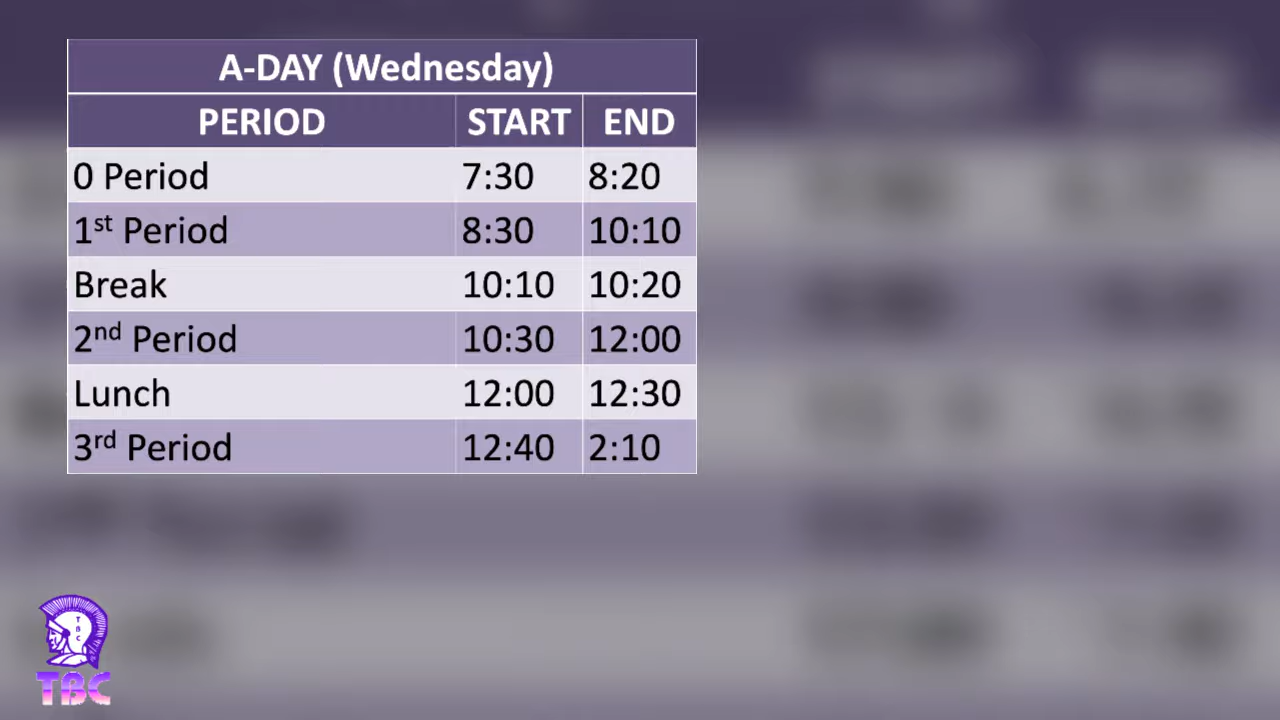 A-DAY (Wednesday)
PERIOD START END
0 Period 7:30 8:20
1st Period 8:30 10:10
Break 10:10 10:20
2nd Period 10:30 12:00
Lunch 12:00 12:30
3rd Period 12:40 2:10
TBC
TBC